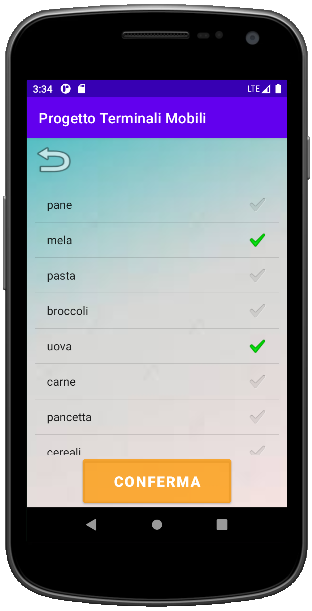 3:34 LTE
Progetto Terminali Mobili
pane
mela
pasta
broccoli
uova
carne
pancetta
cereali
CONFERMA